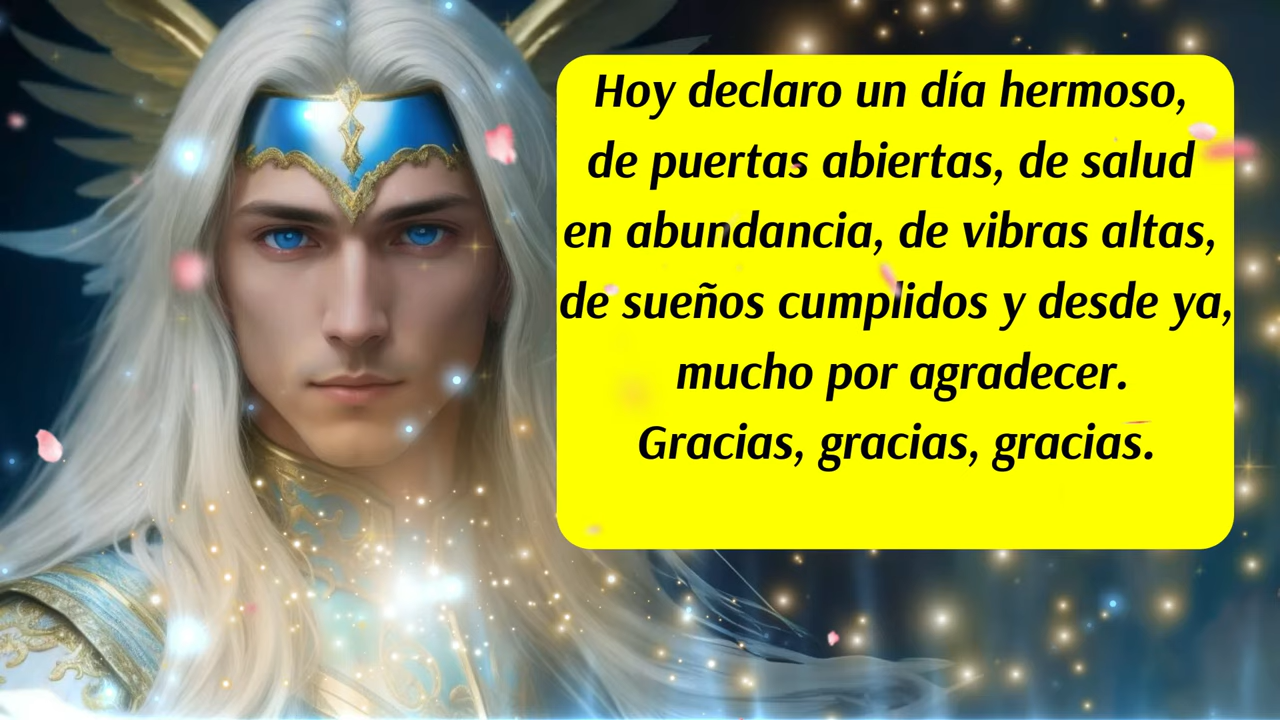 Hoy declaro un día hermoso,
de puertas abiertas, de salud
en abundancia, de vibras altas,
de sueños cumplidos y desde ya,
mucho por agradecer.
Gracias, gracias, gracias.